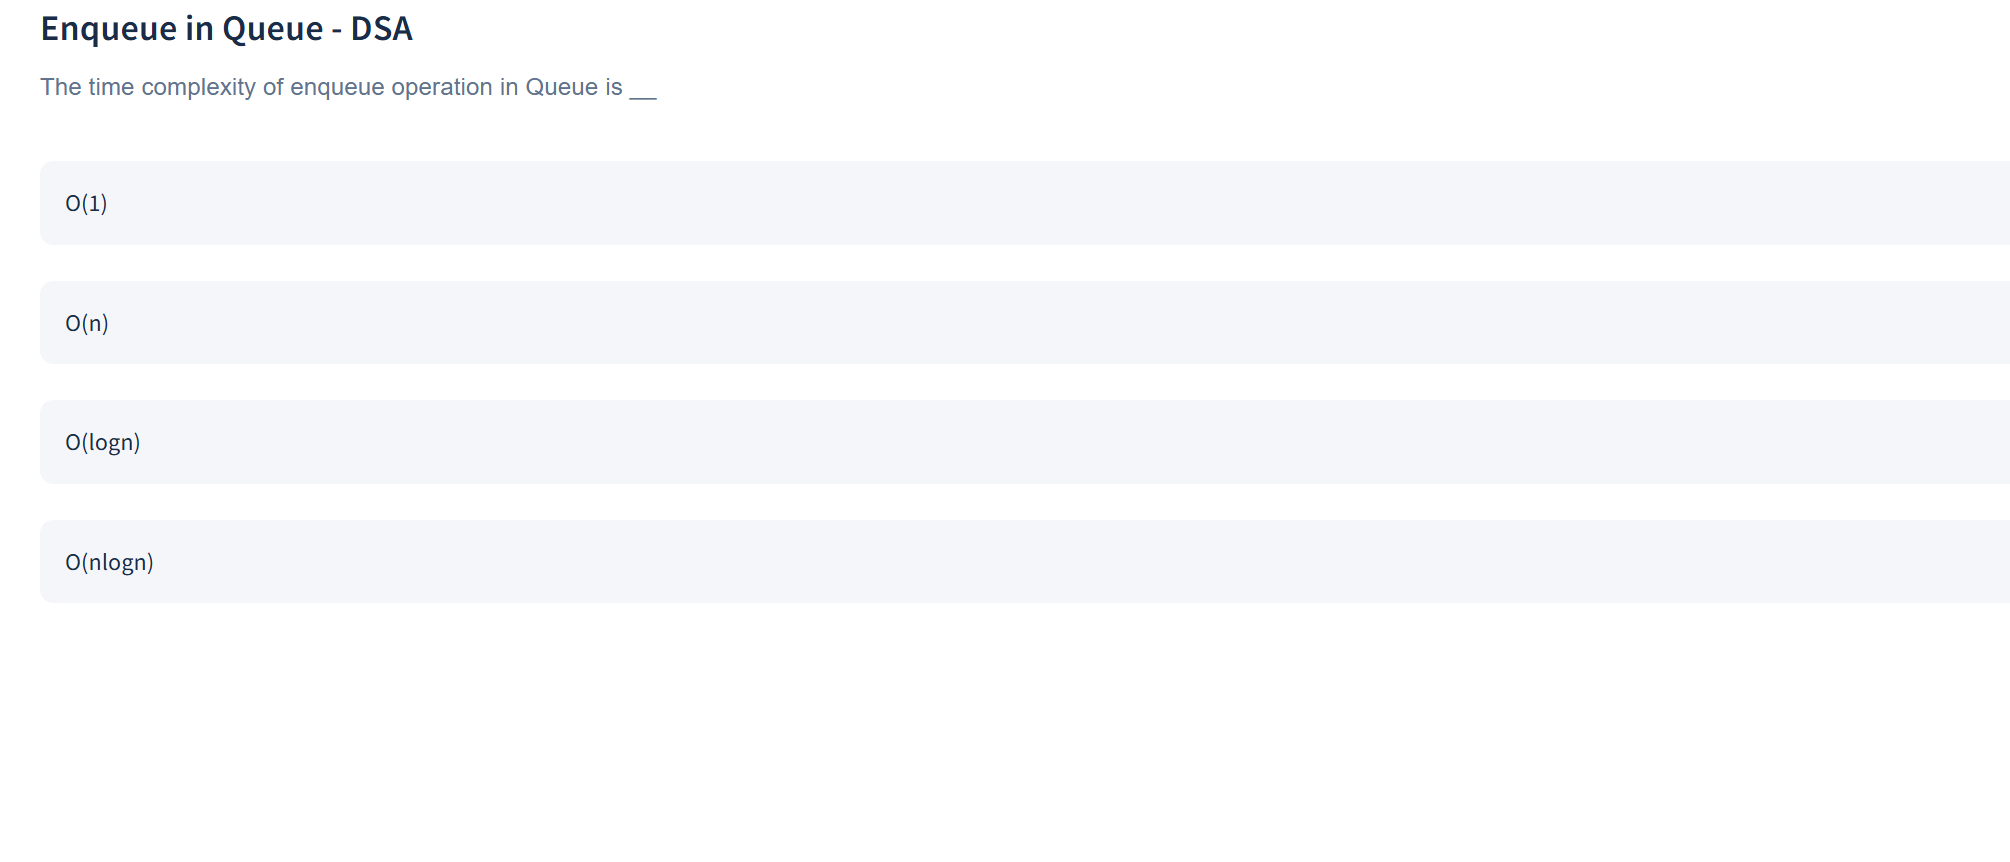 Enqueue in Queue - DSA
The time complexity of enqueue operation in Queue is __
O(1)
O(n)
O(logn)
O(nlogn)